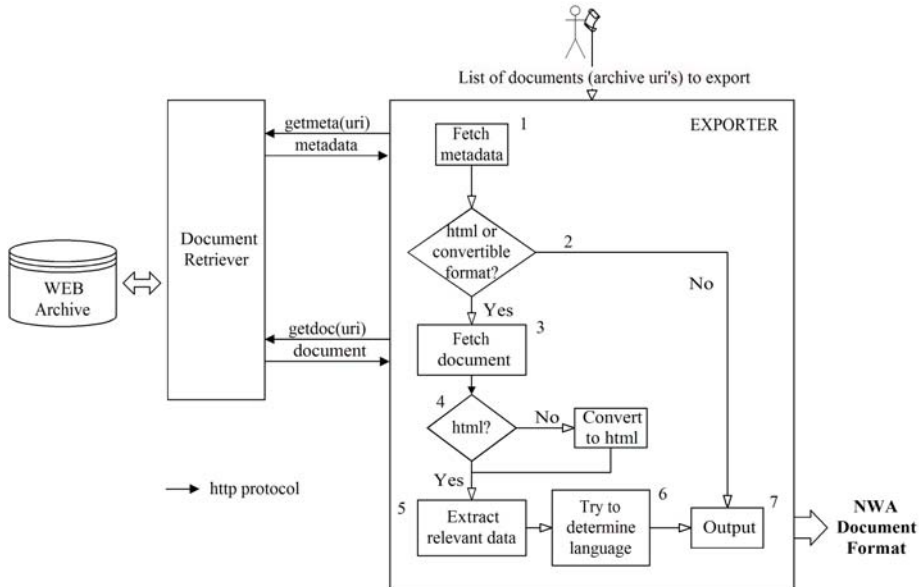 List of documents (archive uri's) to export
EXPORTER
getmeta(uri)
metadata
1
Fetch
metadata
Document
Retriever
html or
convertible
format?
2
No
WEB
Archive
Yes
getdoc(uri)
document
3
Fetch
document
4
html?
No
Convert
to html
http protocol
Yes
5
Extract
relevant data
6
Try to
determine
language
7
Output
NWA
Document
Format